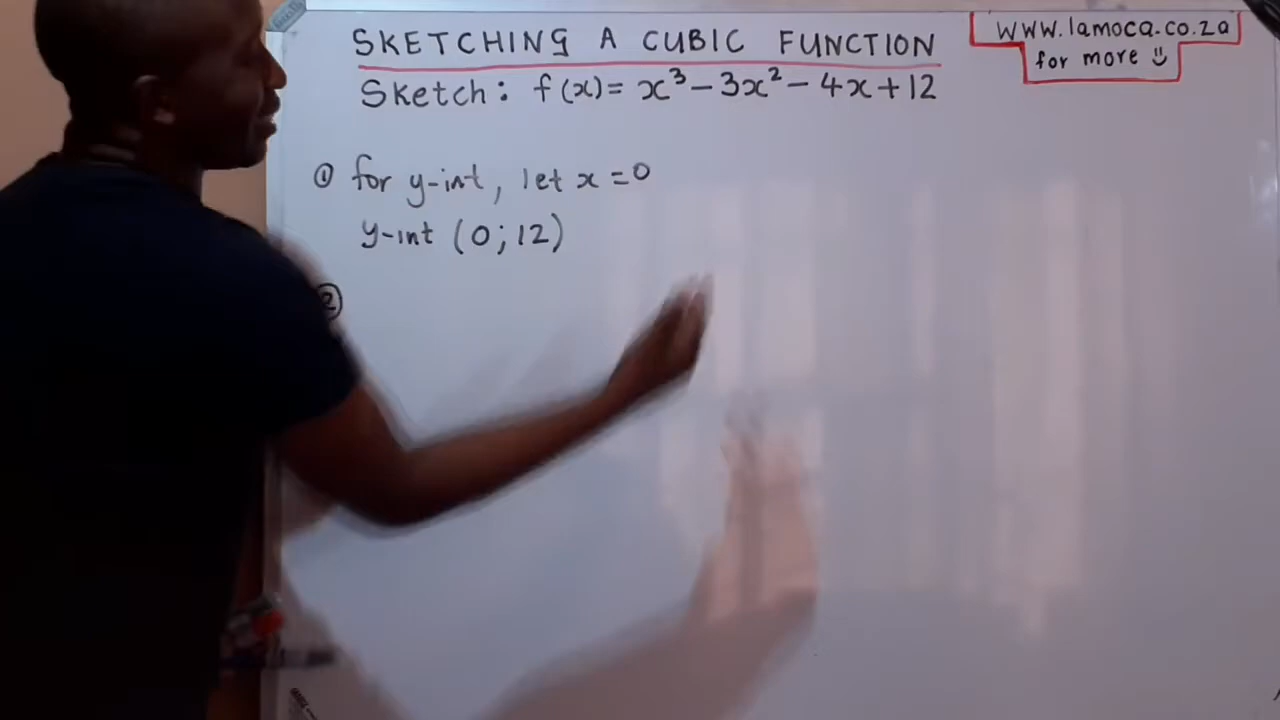 SKETCHING A CUBIC FUNCTION
www.lamoca.co.za
for more
Sketch: f(x)= x³-3x²-4x+12
① for y-int, let x=0
y-int (0;12)
②